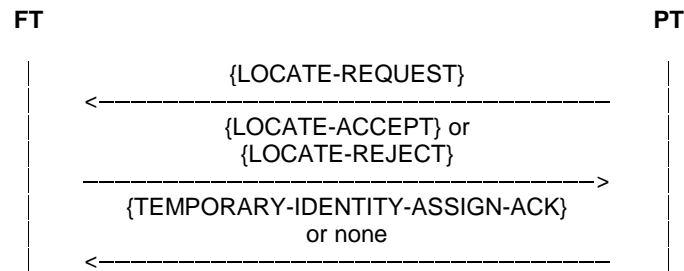 FT PT
{LOCATE-REQUEST}
{LOCATE-ACCEPT} or
{LOCATE-REJECT}
{TEMPORARY-IDENTITY-ASSIGN-ACK}
or none